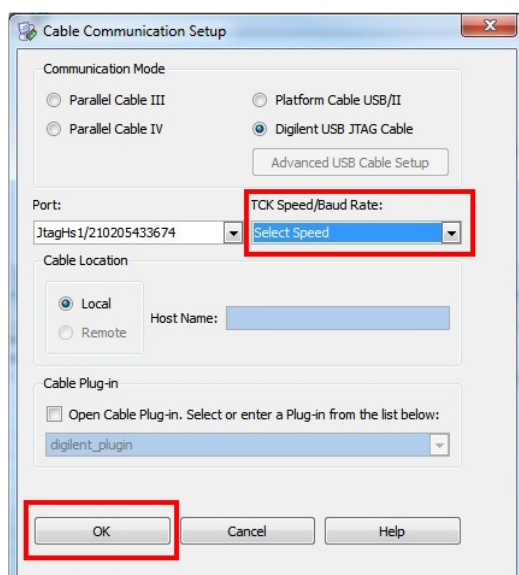 Cable Communication Setup
Communication Mode
Parallel Cable III
Platform Cable USB/II
Parallel Cable IV
Digilent USB JTAG Cable
Advanced USB Cable Setup
Port:
TCK Speed/Baud Rate:
JtagHs1/210205433674
Select Speed
Cable Location
Local
Host Name:
Remote
Cable Plug-in
Open Cable Plug-in. Select or enter a Plug-in from the list below:
digilent_plugin
OK
Cancel
Help